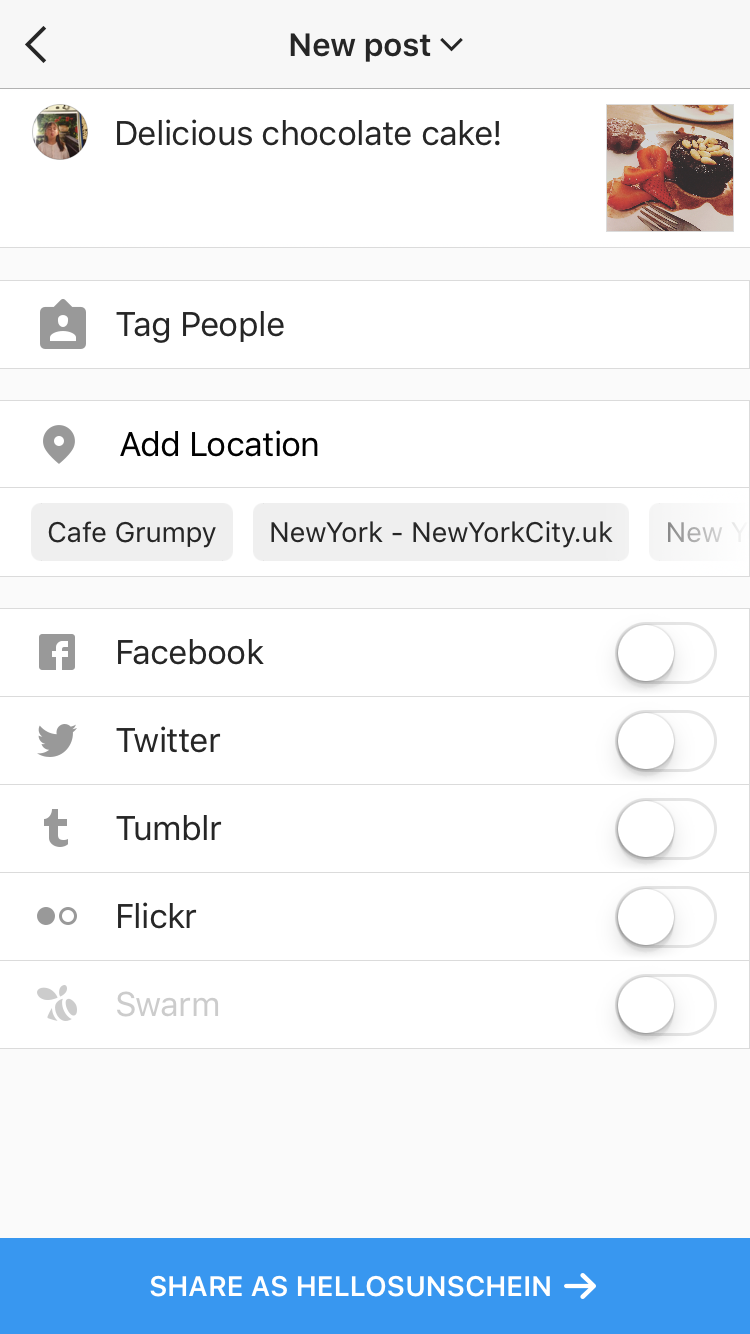 New post
Delicious chocolate cake!
Tag People
Add Location
Cafe Grumpy
NewYork - NewYorkCity.uk
New Y
Facebook
Twitter
Tumblr
Flickr
Swarm
SHARE AS HELLOSUNSCHEIN